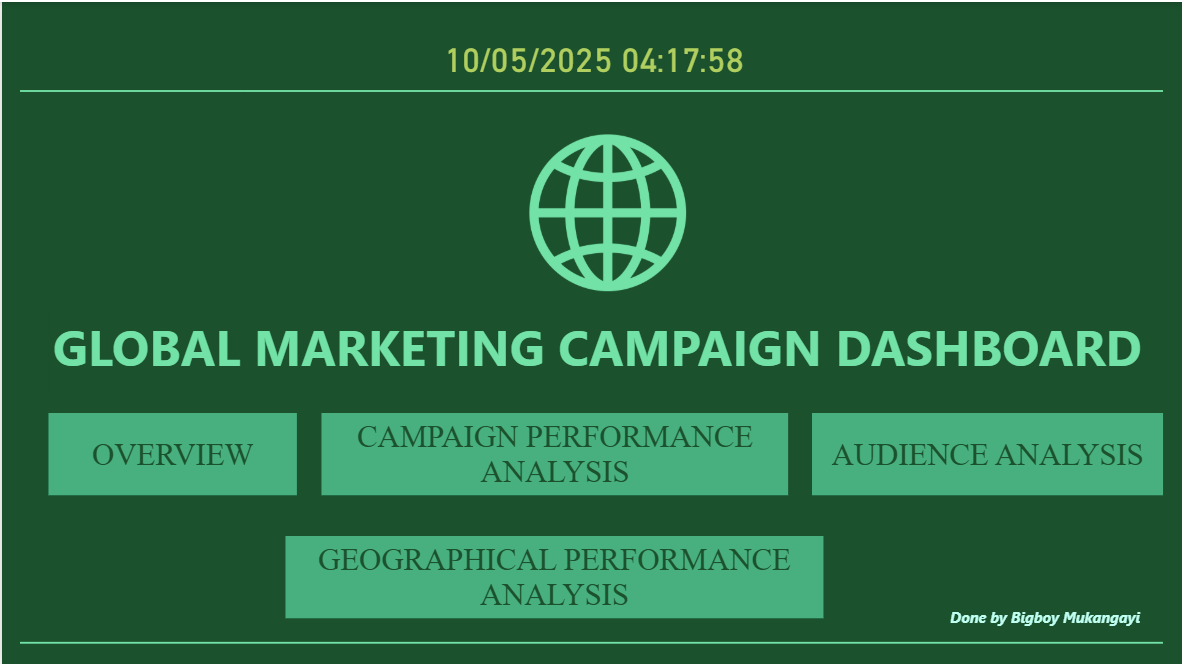 10/05/2025 04:17:58
GLOBAL MARKETING CAMPAIGN DASHBOARD
OVERVIEW
CAMPAIGN PERFORMANCE
ANALYSIS
AUDIENCE ANALYSIS
GEOGRAPHICAL PERFORMANCE
ANALYSIS
Done by Bigboy Mukangayi